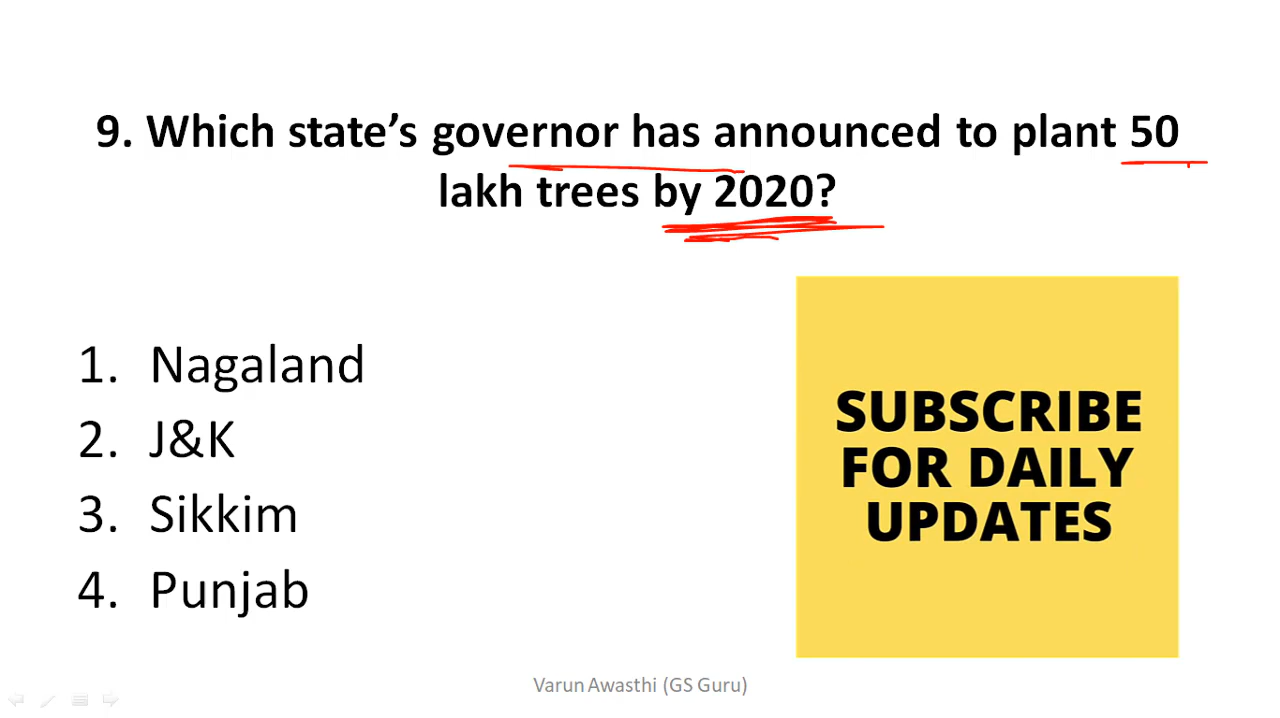 9. Which state’s governor has announced to plant 50
lakh trees by 2020?
1. Nagaland
2. J&K
3. Sikkim
4. Punjab
SUBSCRIBE
FOR DAILY
UPDATES
Varun Awasthi (GS Guru)